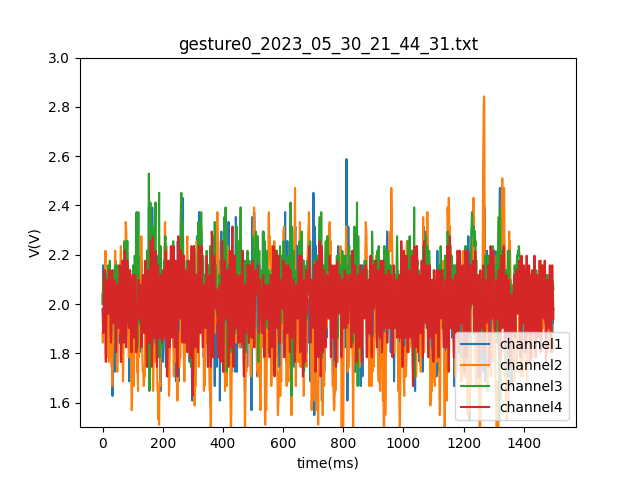 gesture0_2023_05_30_21_44_31.txt
3.0
2.8
2.6
2.4
2.2
2.0
1.8
1.6
V(V)
channel1
channel2
channel3
channel4
0 200 400 600 800 1000 1200 1400
time(ms)